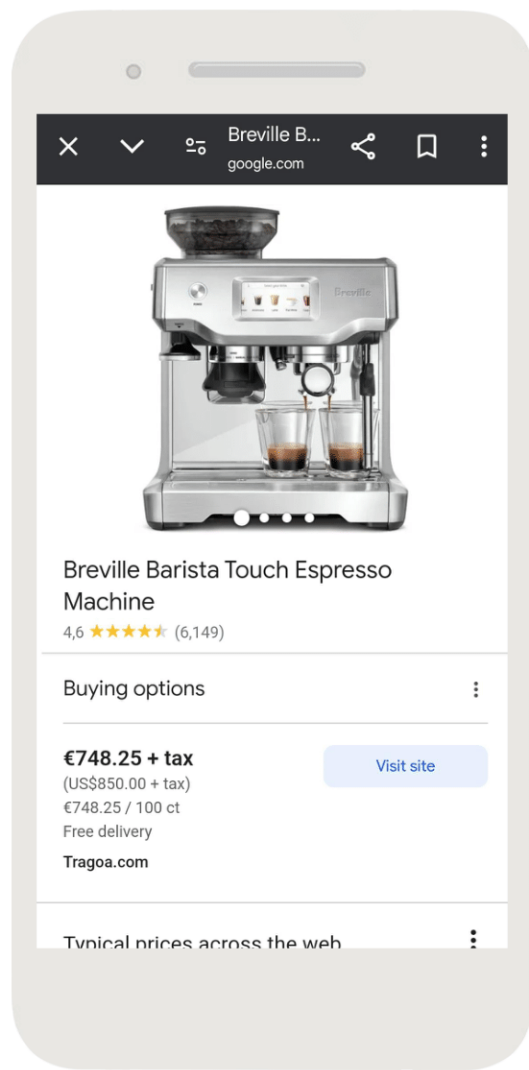 Breville B...
google.com
Breville
Breville Barista Touch Espresso
Machine
4,6 (6,149)
Buying options
€748.25 + tax
Visit site
(US$850.00 + tax)
€748.25 / 100 ct
Free delivery
Tragoa.com
Typical prices across the web